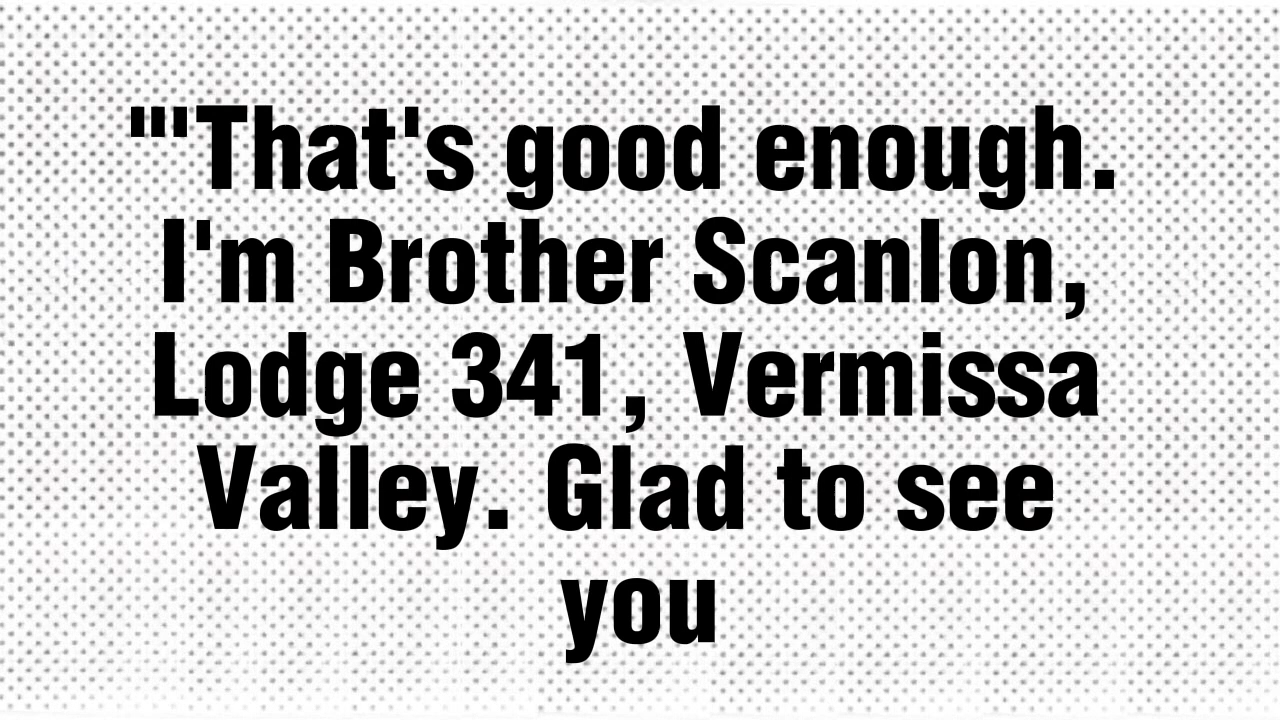 "'That's good enough.
I'm Brother Scanlon,
Lodge 341, Vermissa
Valley. Glad to see
you